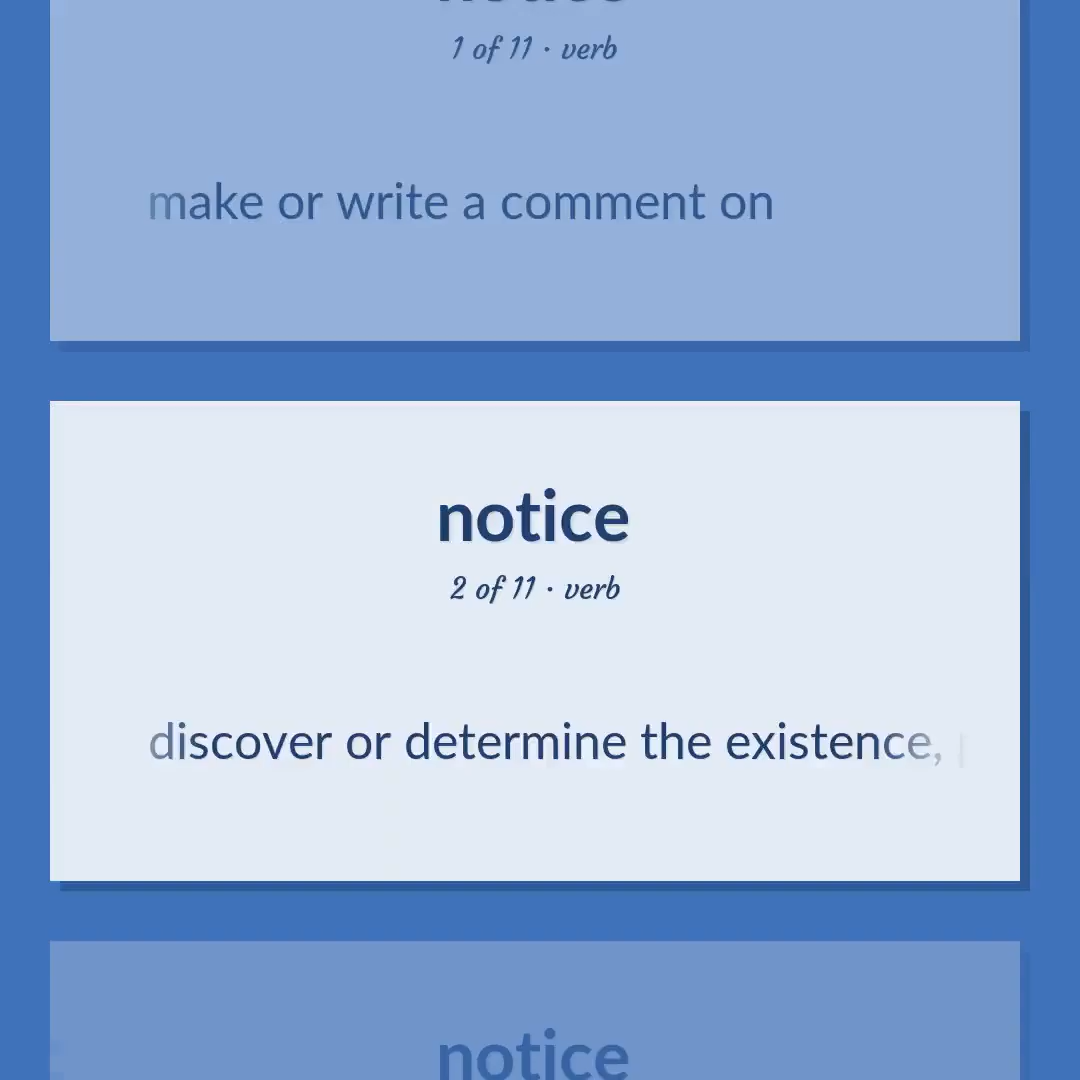 notice
1 of 11 · verb
make or write a comment on
notice
2 of 11 · verb
discover or determine the existence,
notice